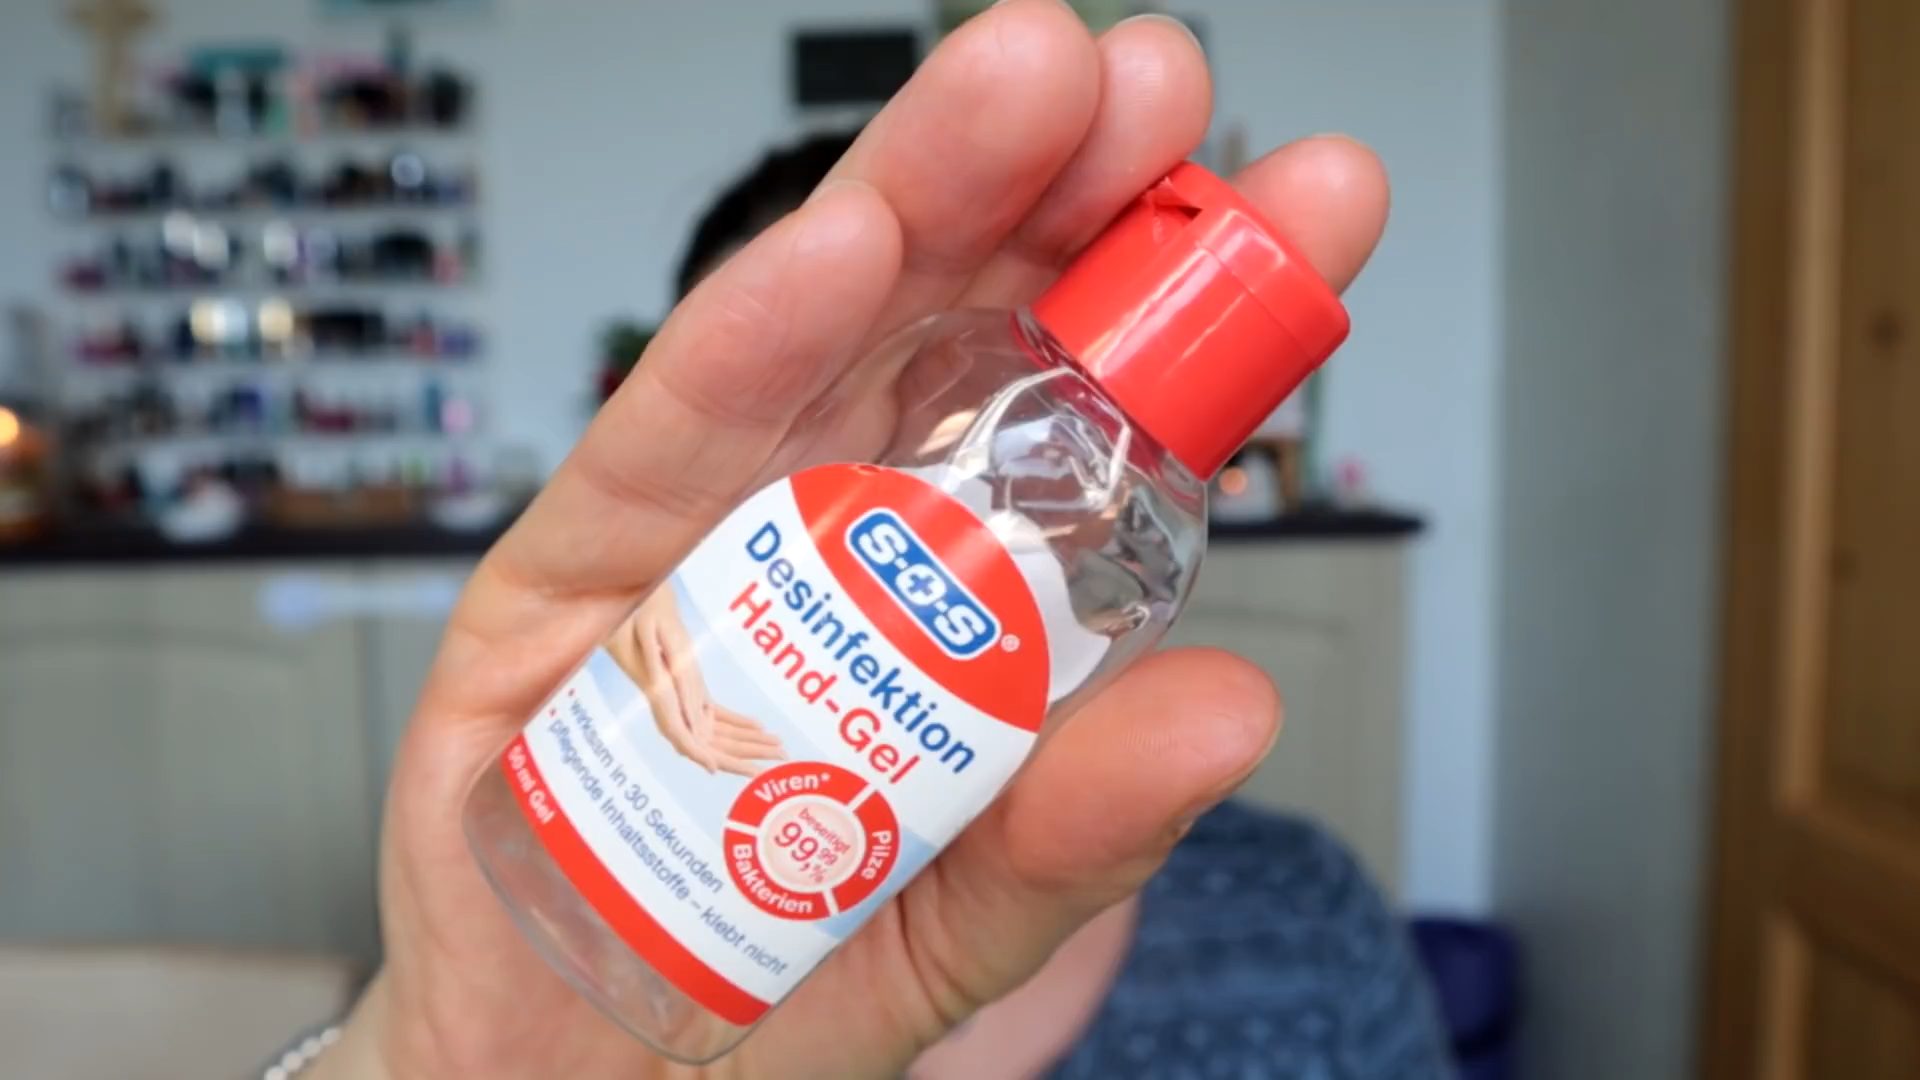 S+S®
Desinfektion
Hand-Gel
* wirksam in 30 Sekunden
* pflegende Inhaltsstoffe – klebt nicht
50 ml Gel
Viren*
Pilze
Bakterien
beseitigt
99,99%